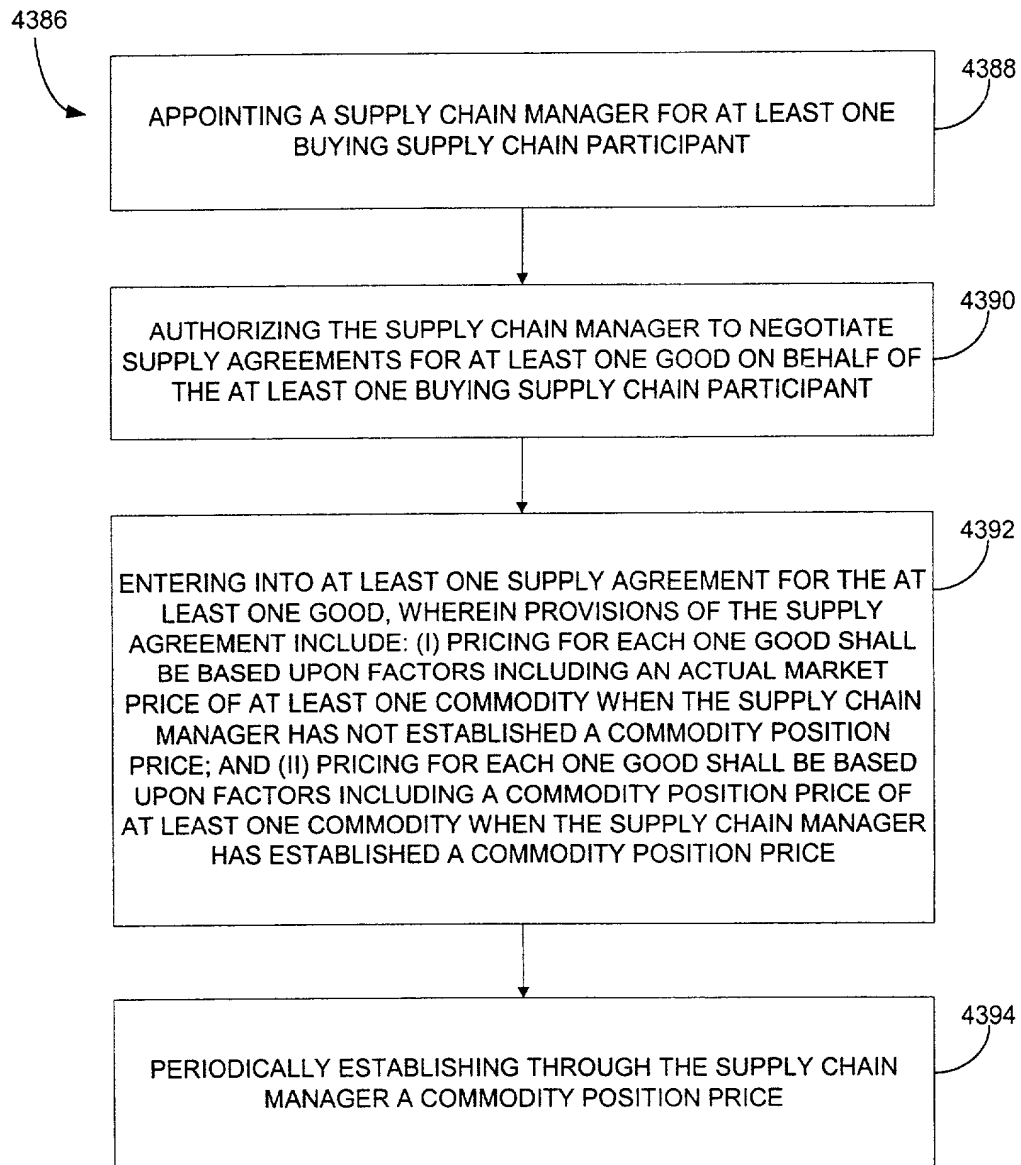 4386
4388
APPOINTING A SUPPLY CHAIN MANAGER FOR AT LEAST ONE
BUYING SUPPLY CHAIN PARTICIPANT
4390
AUTHORIZING THE SUPPLY CHAIN MANAGER TO NEGOTIATE
SUPPLY AGREEMENTS FOR AT LEAST ONE GOOD ON BEHALF OF
THE AT LEAST ONE BUYING SUPPLY CHAIN PARTICIPANT
4392
ENTERING INTO AT LEAST ONE SUPPLY AGREEMENT FOR THE AT
LEAST ONE GOOD, WHEREIN PROVISIONS OF THE SUPPLY
AGREEMENT INCLUDE: (I) PRICING FOR EACH ONE GOOD SHALL
BE BASED UPON FACTORS INCLUDING AN ACTUAL MARKET
PRICE OF AT LEAST ONE COMMODITY WHEN THE SUPPLY CHAIN
MANAGER HAS NOT ESTABLISHED A COMMODITY POSITION
PRICE; AND (II) PRICING FOR EACH ONE GOOD SHALL BE BASED
UPON FACTORS INCLUDING A COMMODITY POSITION PRICE OF
AT LEAST ONE COMMODITY WHEN THE SUPPLY CHAIN MANAGER
HAS ESTABLISHED A COMMODITY POSITION PRICE
4394
PERIODICALLY ESTABLISHING THROUGH THE SUPPLY CHAIN
MANAGER A COMMODITY POSITION PRICE